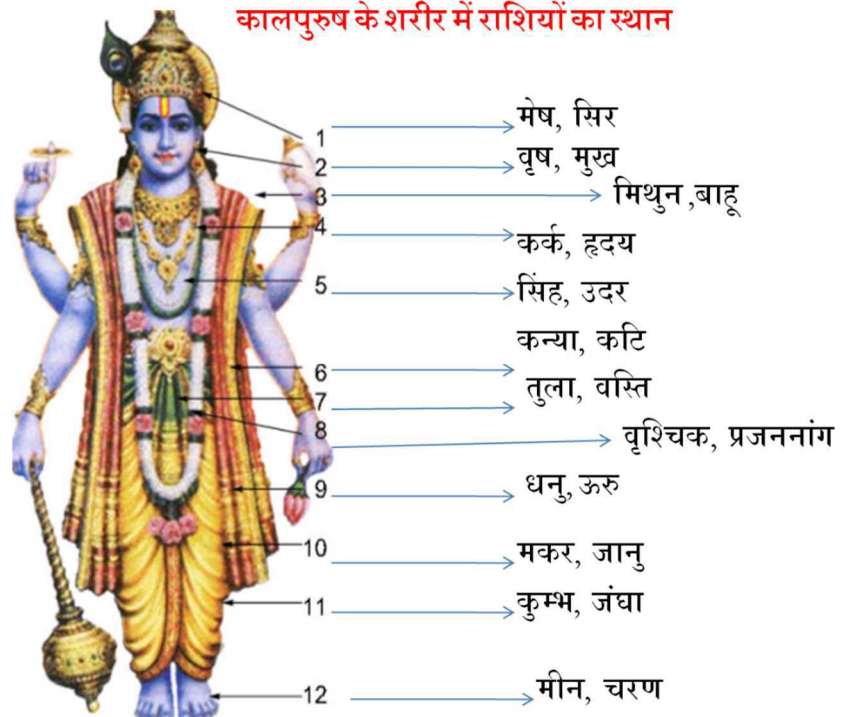 कालपुरुष के शरीर में राशियों का स्थान
1 मेष, सिर
2 वृष, मुख
3 मिथुन ,बाहू
4 कर्क, हृदय
5 सिंह, उदर
6 कन्या, कटि
7 तुला, वस्ति
8 वृश्चिक, प्रजननांग
9 धनु, ऊरु
10 मकर, जानु
11 कुम्भ, जंघा
12 मीन, चरण